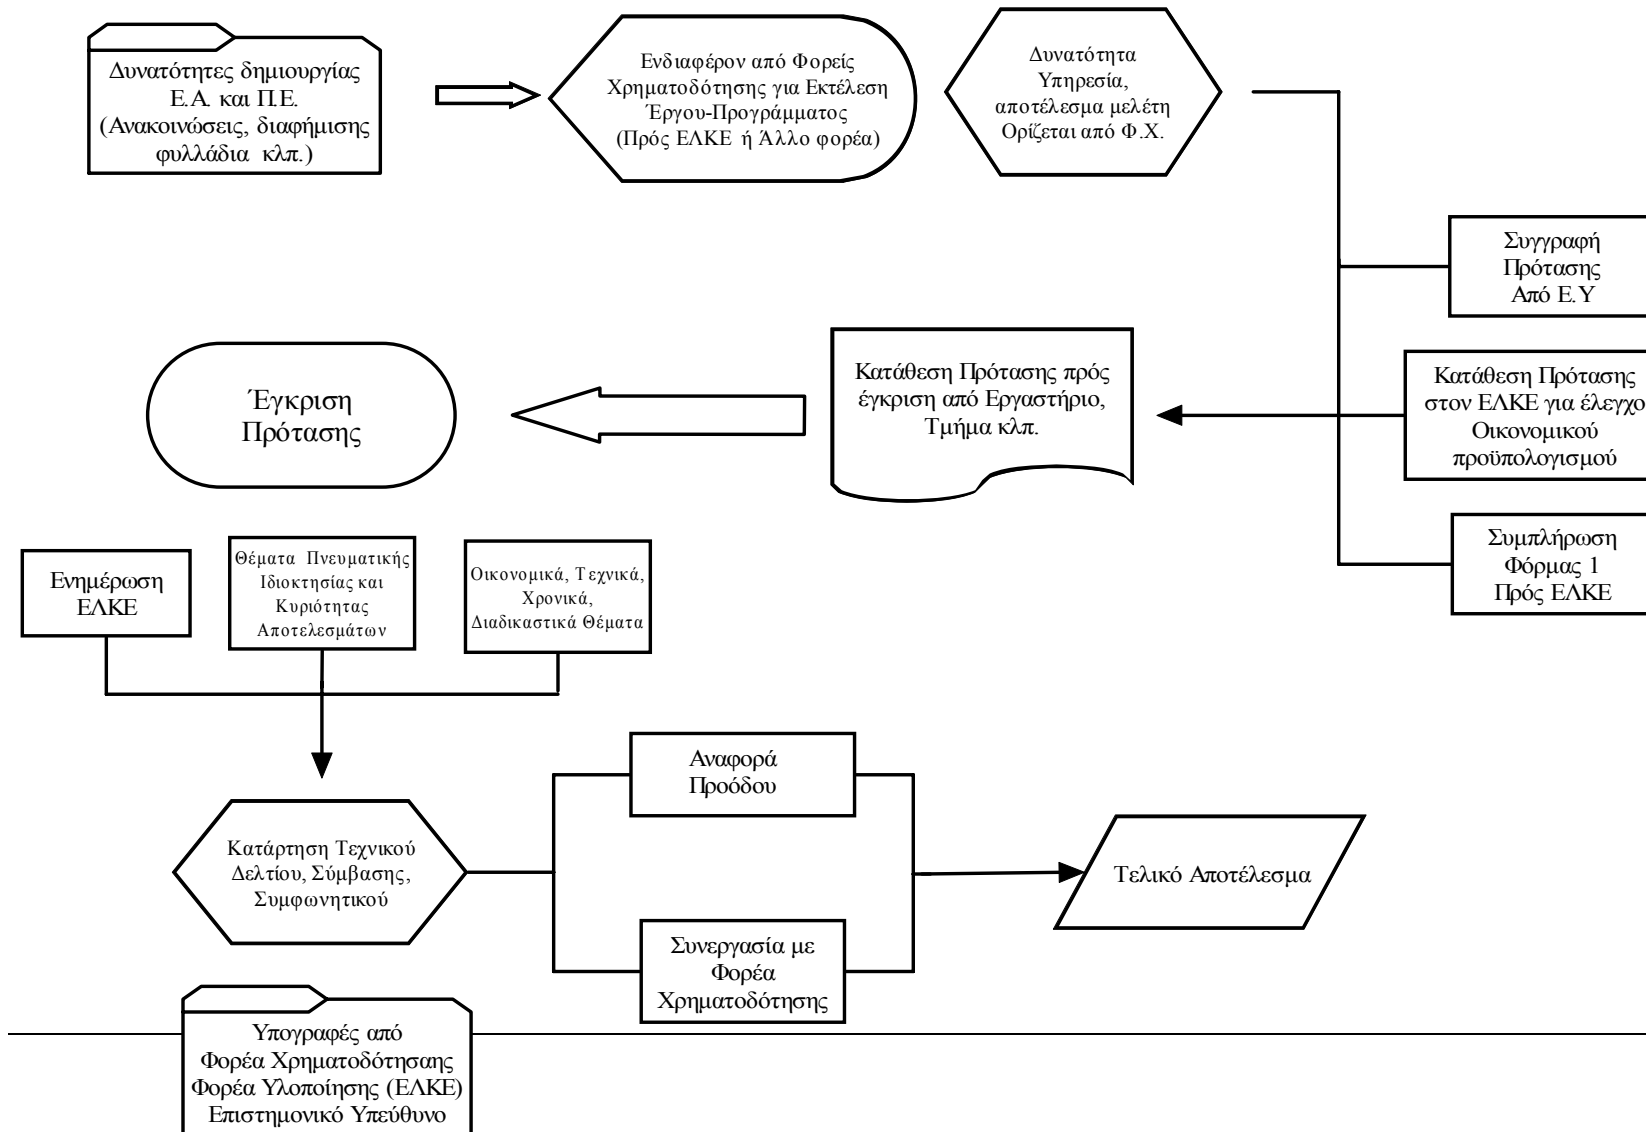 Δυνατότητες δημιουργίας
Ε.Α. και Π.Ε.
(Ανακοινώσεις, διαφήμισης
φυλλάδια κλπ.)
Ενδιαφέρον από Φορείς
Χρηματοδότησης για Εκτέλεση
Έργου-Προγράμματος
(Πρός ΕΛΚΕ ή Άλλο φορέα)
Δυνατότητα
Υπηρεσία,
αποτέλεσμα μελέτη
Ορίζεται από Φ.Χ.
Συγγραφή
Πρότασης
Από Ε.Υ
Κατάθεση Πρότασης
στον ΕΛΚΕ για έλεγχο
Οικονομικού
προϋπολογισμού
Συμπλήρωση
Φόρμας 1
Πρός ΕΛΚΕ
Κατάθεση Πρότασης πρός
έγκριση από Εργαστήριο,
Τμήμα κλπ.
Έγκριση
Πρότασης
Ενημέρωση
ΕΛΚΕ
Θέματα Πνευματικής
Ιδιοκτησίας και
Κυριότητας
Αποτελεσμάτων
Οικονομικά, Τεχνικά,
Χρονικά,
Διαδικαστικά Θέματα
Κατάρτηση Τεχνικού
Δελτίου, Σύμβασης,
Συμφωνητικού
Αναφορά
Προόδου
Συνεργασία με
Φορέα
Χρηματοδότησης
Τελικό Αποτέλεσμα
Υπογραφές από
Φορέα Χρηματοδότησαης
Φορέα Υλοποίησης (ΕΛΚΕ)
Επιστημονικό Υπεύθυνο